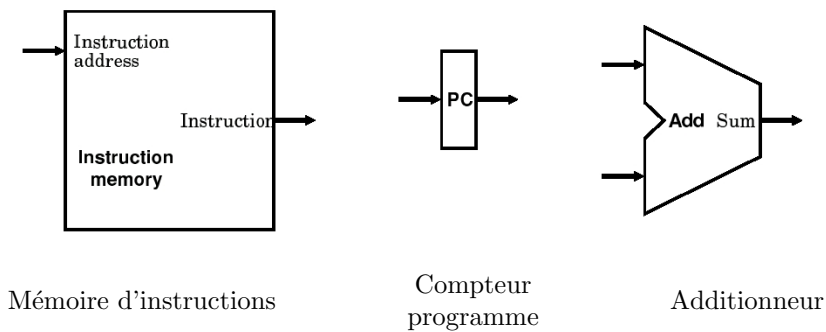 Instruction
address
Instruction
Instruction
memory
PC
Add Sum
Mémoire d'instructions
Compteur
programme
Additionneur